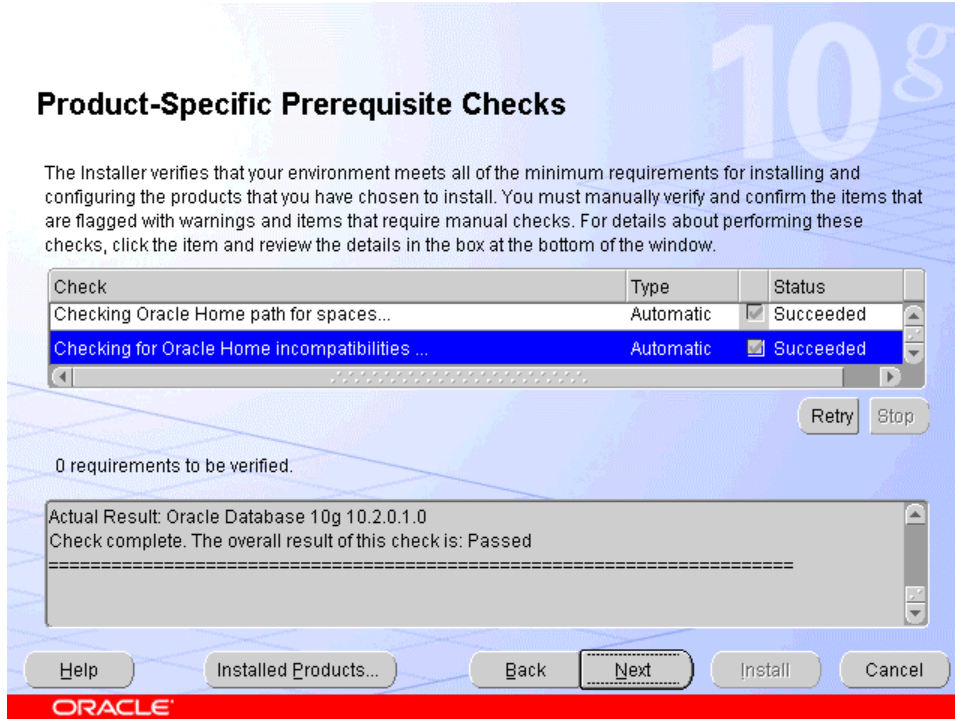 10g
Product-Specific Prerequisite Checks
The Installer verifies that your environment meets all of the minimum requirements for installing and
configuring the products that you have chosen to install. You must manually verify and confirm the items that
are flagged with warnings and items that require manual checks. For details about performing these
checks, click the item and review the details in the box at the bottom of the window.
Check Type Status
Checking Oracle Home path for spaces... Automatic Succeeded
Checking for Oracle Home incompatibilities ... Automatic Succeeded
Retry Stop
0 requirements to be verified.
Actual Result: Oracle Database 10g 10.2.0.1.0
Check complete. The overall result of this check is: Passed
========================================================================
Help Installed Products... Back Next Install Cancel
ORACLE